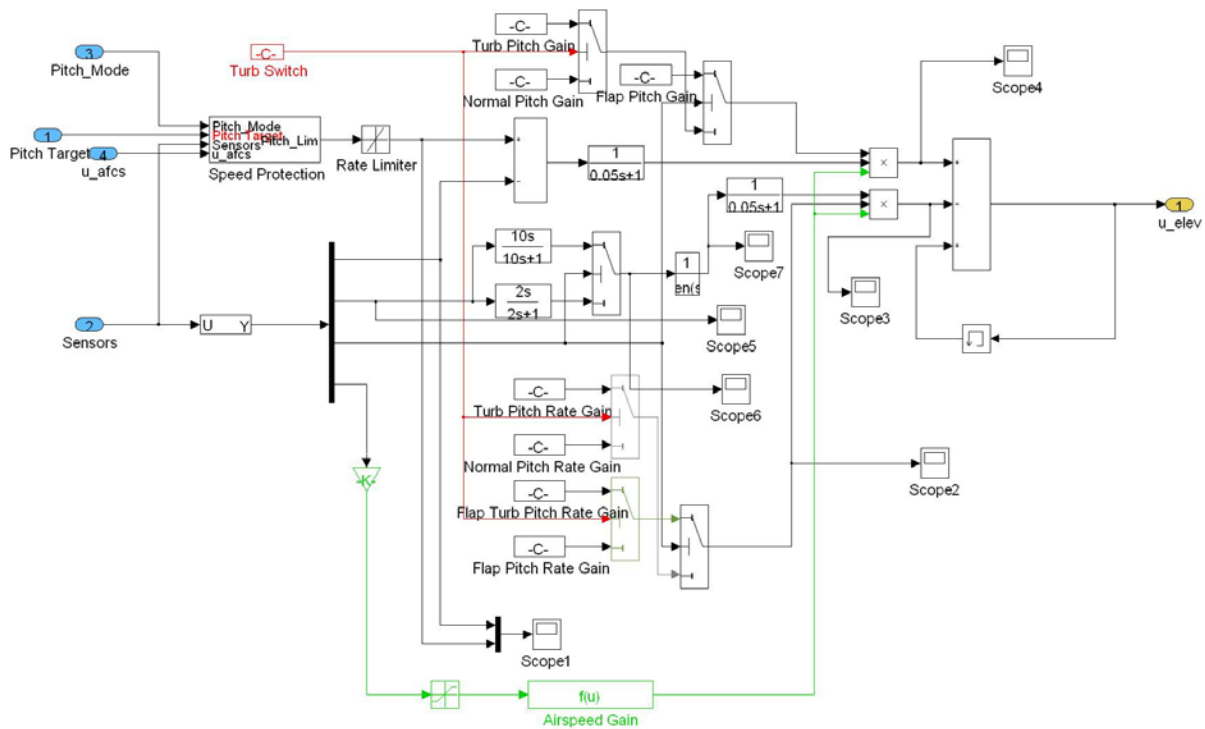 -C-
Turb Pitch Gain
3
Pitch_Mode
-C-
Turb Switch
-C-
Normal Pitch Gain
-C-
Flap Pitch Gain
Scope4
1
Pitch Target
4
u_afcs
Pitch_Mode
Pitch Target
Sensors
u_afcs
Pitch_Lim
Speed Protection
Rate Limiter
+
-
1
0.05s+1
×
1
0.05s+1
×
+
-
+
1
u_elev
10s
10s+1
2s
2s+1
1
en(s
Scope7
Scope3
Scope5
2
Sensors
U Y
-C-
Turb Pitch Rate Gain
Scope6
-C-
Normal Pitch Rate Gain
Scope2
-K-
-C-
Flap Turb Pitch Rate Gain
-C-
Flap Pitch Rate Gain
Scope1
f(u)
Airspeed Gain